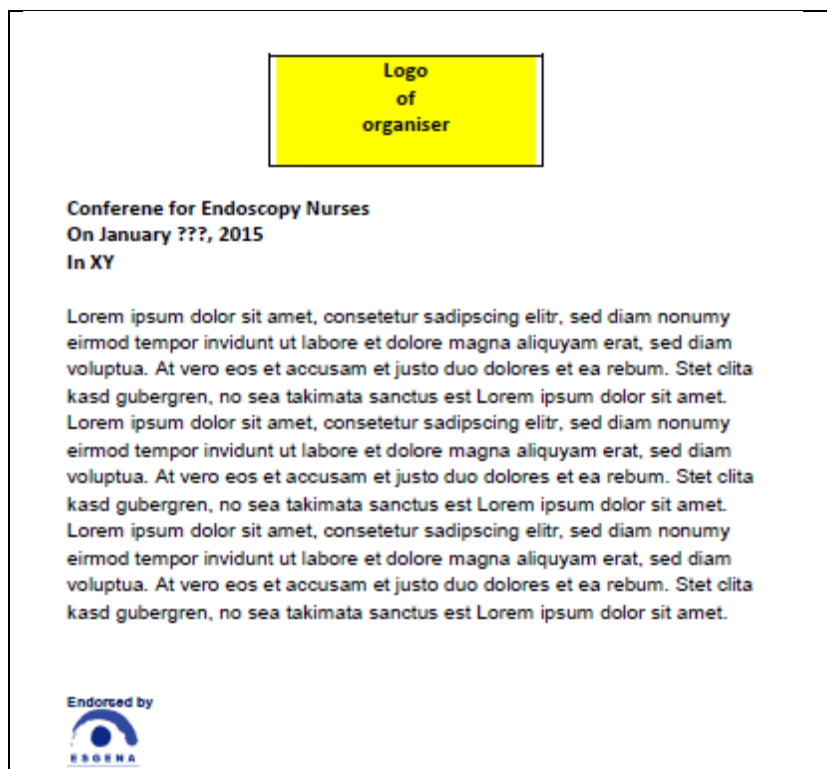 Logo
of
organiser
Conferene for Endoscopy Nurses
On January ???, 2015
In XY
Lorem ipsum dolor sit amet, consetetur sadipscing elitr, sed diam nonumy
eirmod tempor invidunt ut labore et dolore magna aliquyam erat, sed diam
voluptua. At vero eos et accusam et justo duo dolores et ea rebum. Stet clita
kasd gubergren, no sea takimata sanctus est Lorem ipsum dolor sit amet.
Lorem ipsum dolor sit amet, consetetur sadipscing elitr, sed diam nonumy
eirmod tempor invidunt ut labore et dolore magna aliquyam erat, sed diam
voluptua. At vero eos et accusam et justo duo dolores et ea rebum. Stet clita
kasd gubergren, no sea takimata sanctus est Lorem ipsum dolor sit amet.
Lorem ipsum dolor sit amet, consetetur sadipscing elitr, sed diam nonumy
eirmod tempor invidunt ut labore et dolore magna aliquyam erat, sed diam
voluptua. At vero eos et accusam et justo duo dolores et ea rebum. Stet clita
kasd gubergren, no sea takimata sanctus est Lorem ipsum dolor sit amet.
Endorsed by
ESGENA